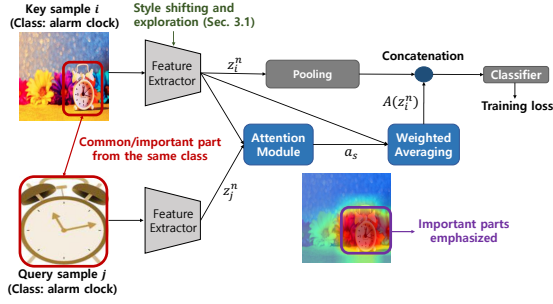 Key sample i
(Class: alarm clock)
Style shifting and
exploration (Sec. 3.1)
Feature
Extractor
z_i^n
Pooling
Concatenation
Classifier
Training loss
A(z_i^n)
Common/important part
from the same class
Attention
Module
a_s
Weighted
Averaging
z_j^n
Feature
Extractor
Important parts
emphasized
Query sample j
(Class: alarm clock)